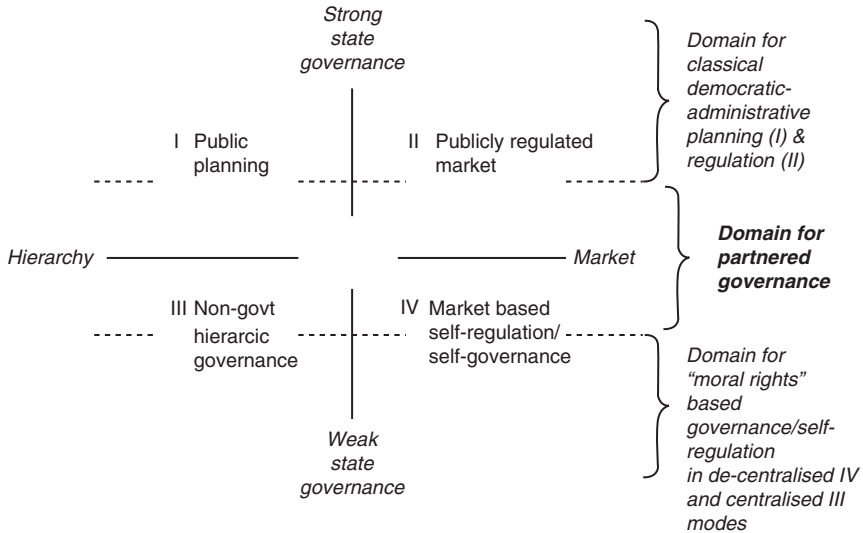 Strong
state
governance
Domain for
classical
democratic-
administrative
planning (I) &
regulation (II)
I Public
planning
II Publicly regulated
market
Hierarchy
Market
Domain for
partnered
governance
III Non-govt
hierarcic
governance
IV Market based
self-regulation/
self-governance
Domain for
“moral rights”
based
governance/self-
regulation
in de-centralised IV
and centralised III
modes
Weak
state
governance